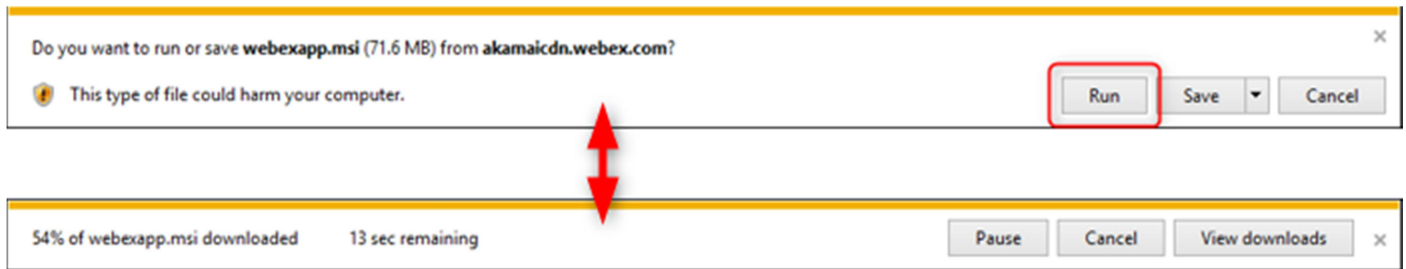 Do you want to run or save webexapp.msi (71.6 MB) from akamaicdn.webex.com?
This type of file could harm your computer. Run Save Cancel
54% of webexapp.msi downloaded 13 sec remaining Pause Cancel View downloads